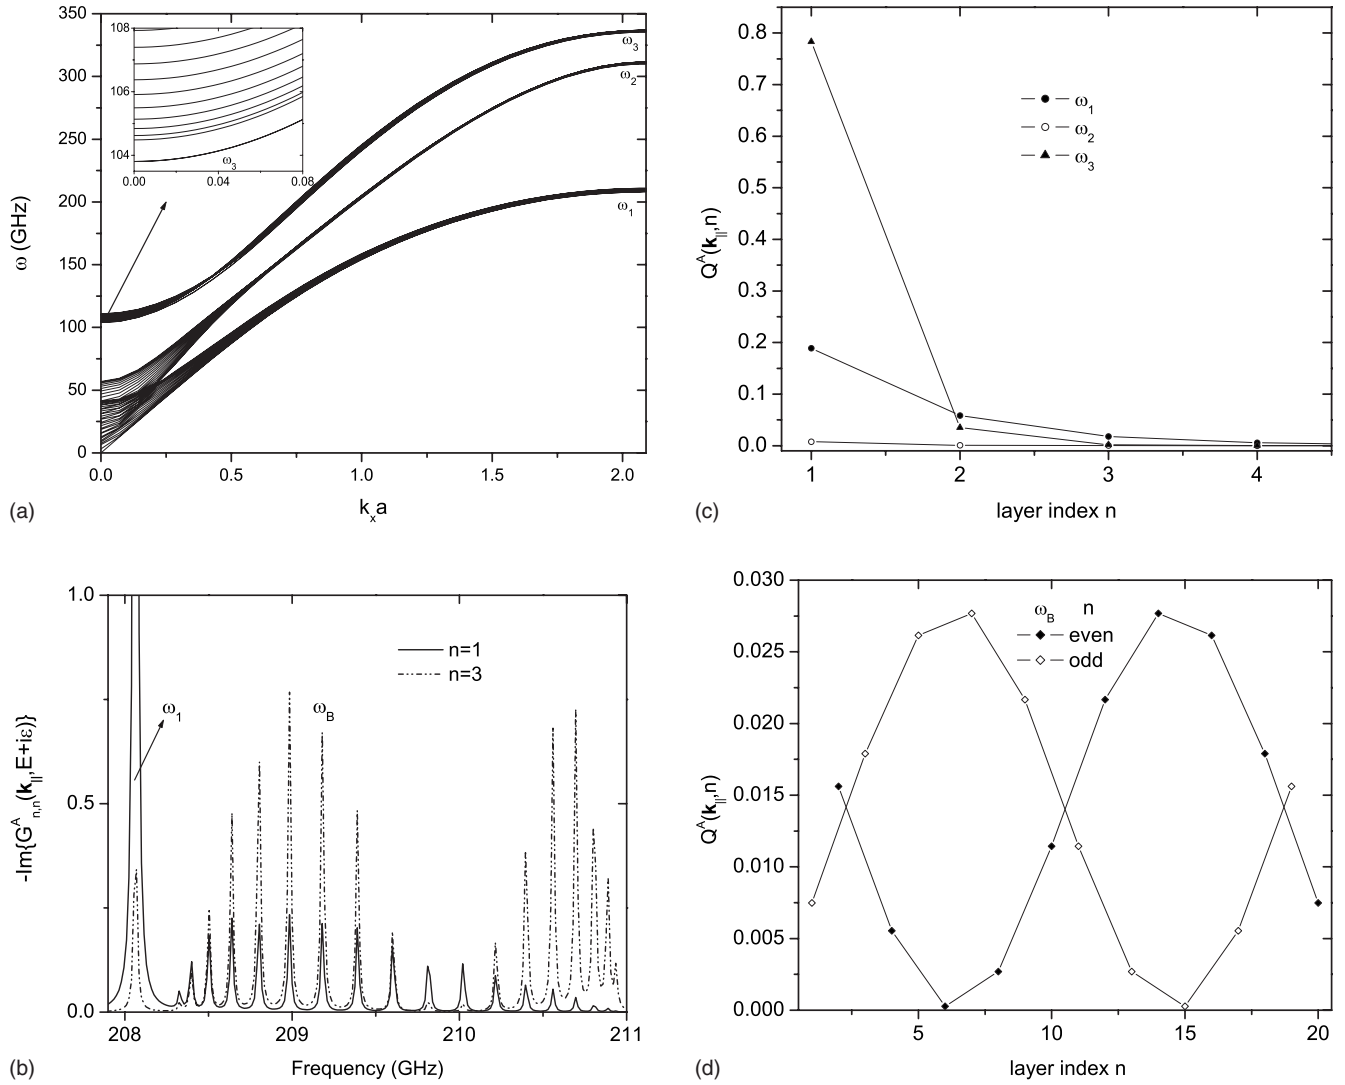 350
300
250
200
150
100
50
0
ω (GHz)
108
106
104
0.00
0.04
0.08
ω3
ω3
ω2
ω1
0.0
0.5
1.0
1.5
2.0
kxa
(a)
0.8
0.7
0.6
0.5
0.4
0.3
0.2
0.1
0.0
Q^A(k||,n)
ω1
ω2
ω3
1
2
3
4
layer index n
(c)
1.0
0.5
0.0
-Im{G^A n,n(k||,E+iε)}
n=1
n=3
ω1
ωB
208
209
210
211
Frequency (GHz)
(b)
0.030
0.025
0.020
0.015
0.010
0.005
0.000
Q^A(k||,n)
ωB n
even
odd
5
10
15
20
layer index n
(d)